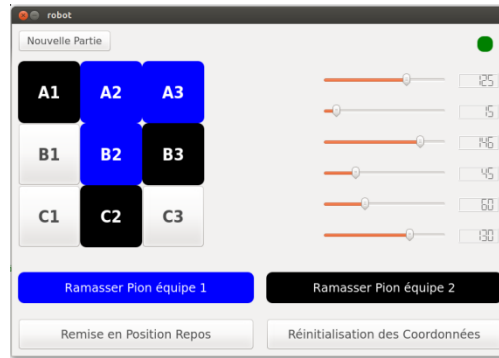 robot
Nouvelle Partie
A1 A2 A3
125
15
B1 B2 B3
146
45
C1 C2 C3
60
130
Ramasser Pion équipe 1 Ramasser Pion équipe 2
Remise en Position Repos Réinitialisation des Coordonnées